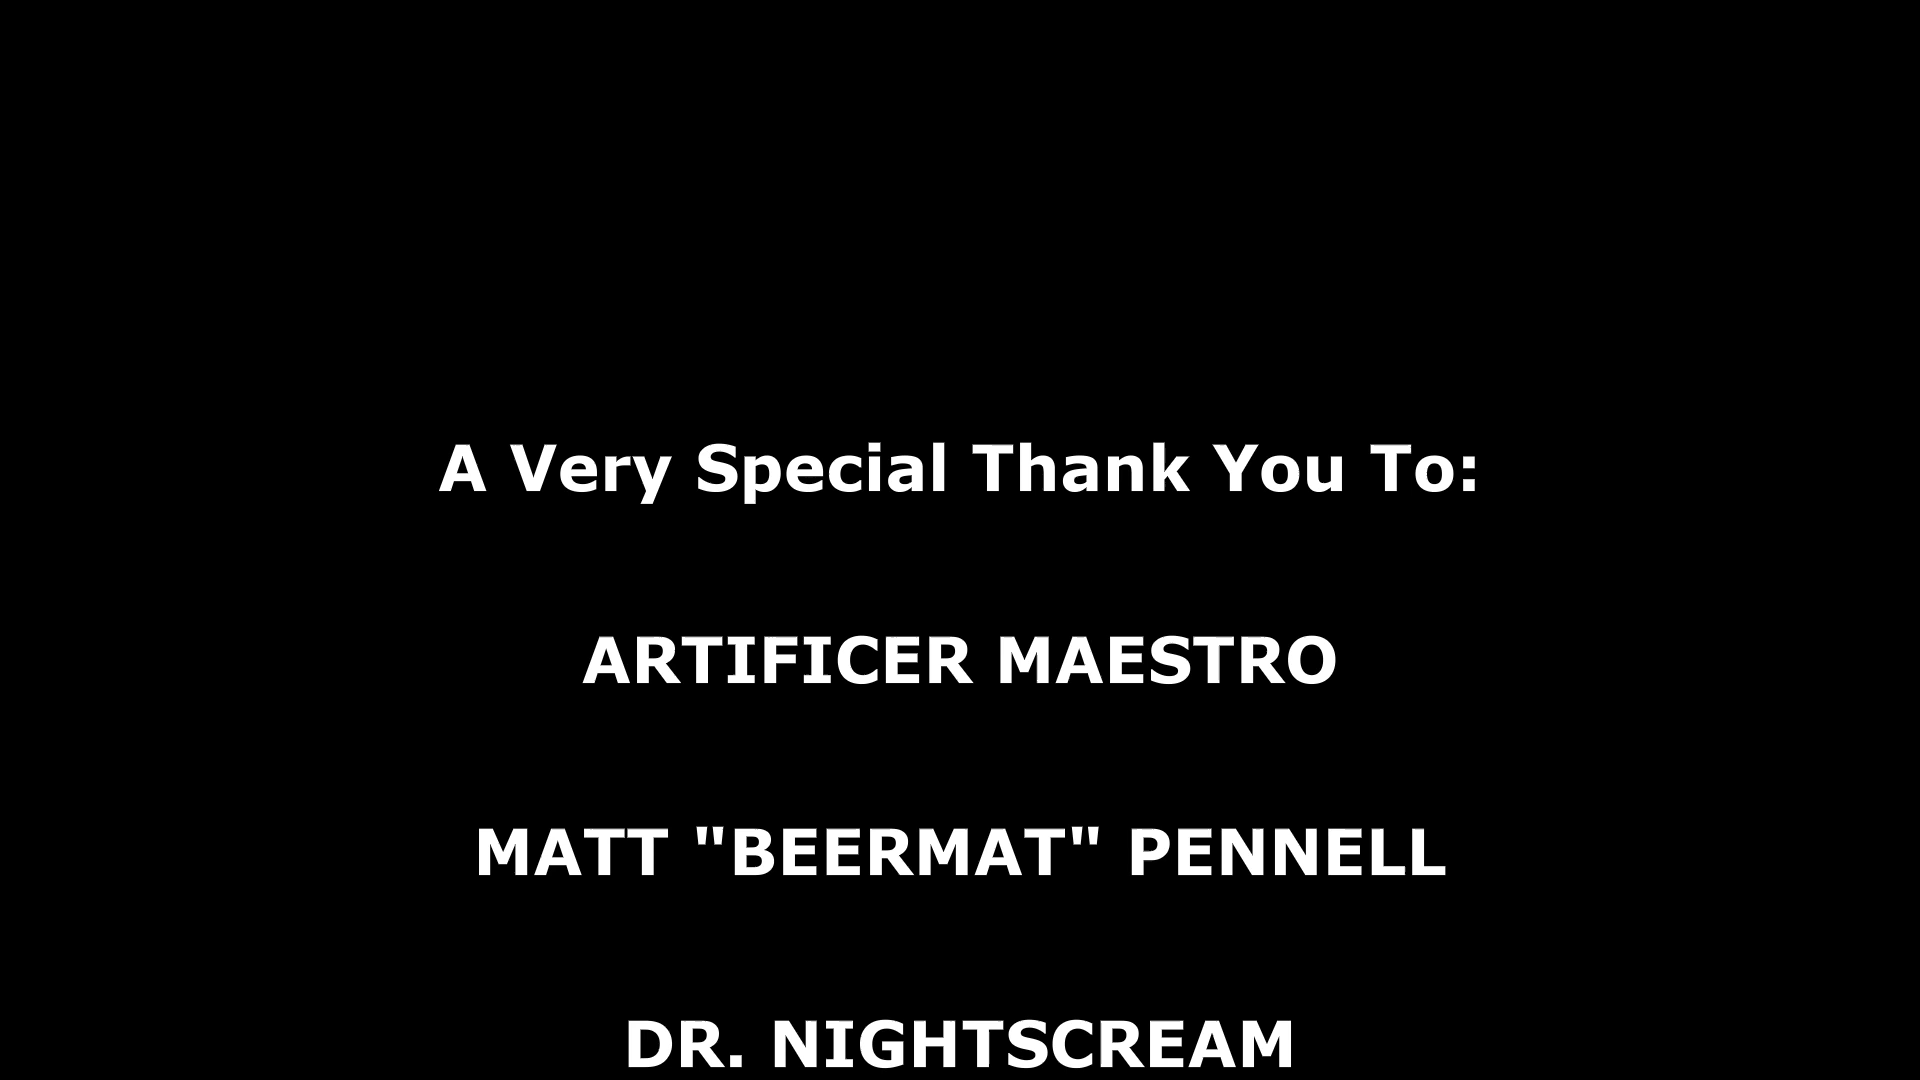 A Very Special Thank You To:
ARTIFICER MAESTRO
MATT "BEERMAT" PENNELL
DR. NIGHTSCREAM